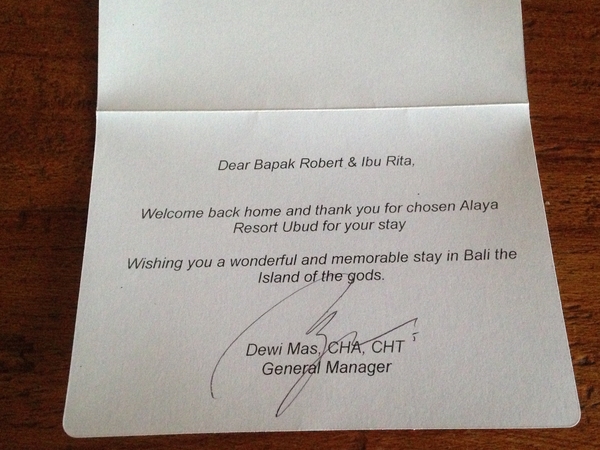 Dear Bapak Robert & Ibu Rita,
Welcome back home and thank you for chosen Alaya
Resort Ubud for your stay
Wishing you a wonderful and memorable stay in Bali the
Island of the gods.
Dewi Mas, CHA, CHT
General Manager